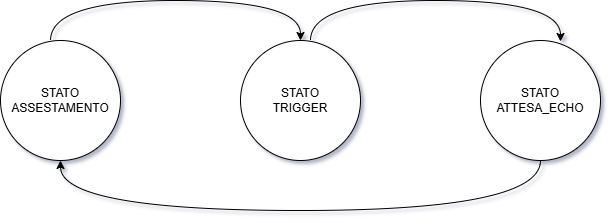 STATO
ASSESTAMENTO
STATO
TRIGGER
STATO
ATTESA_ECHO